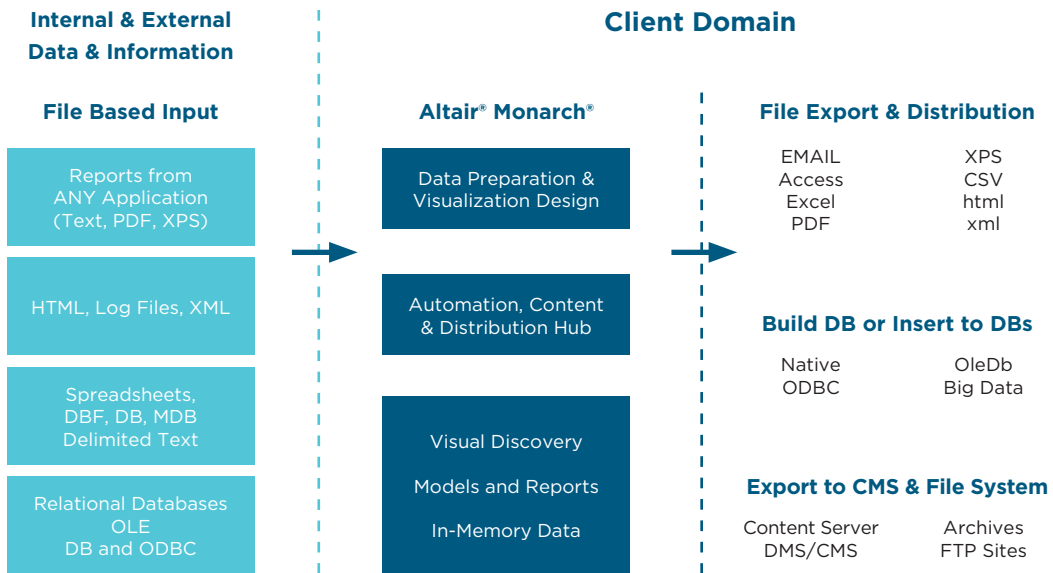 Internal & External
Data & Information
Client Domain
File Based Input
Reports from
ANY Application
(Text, PDF, XPS)
HTML, Log Files, XML
Spreadsheets,
DBF, DB, MDB
Delimited Text
Relational Databases
OLE
DB and ODBC
Altair® Monarch®
Data Preparation &
Visualization Design
Automation, Content
& Distribution Hub
Visual Discovery
Models and Reports
In-Memory Data
File Export & Distribution
EMAIL
Access
Excel
PDF
XPS
CSV
html
xml
Build DB or Insert to DBs
Native
ODBC
OleDb
Big Data
Export to CMS & File System
Content Server
DMS/CMS
Archives
FTP Sites